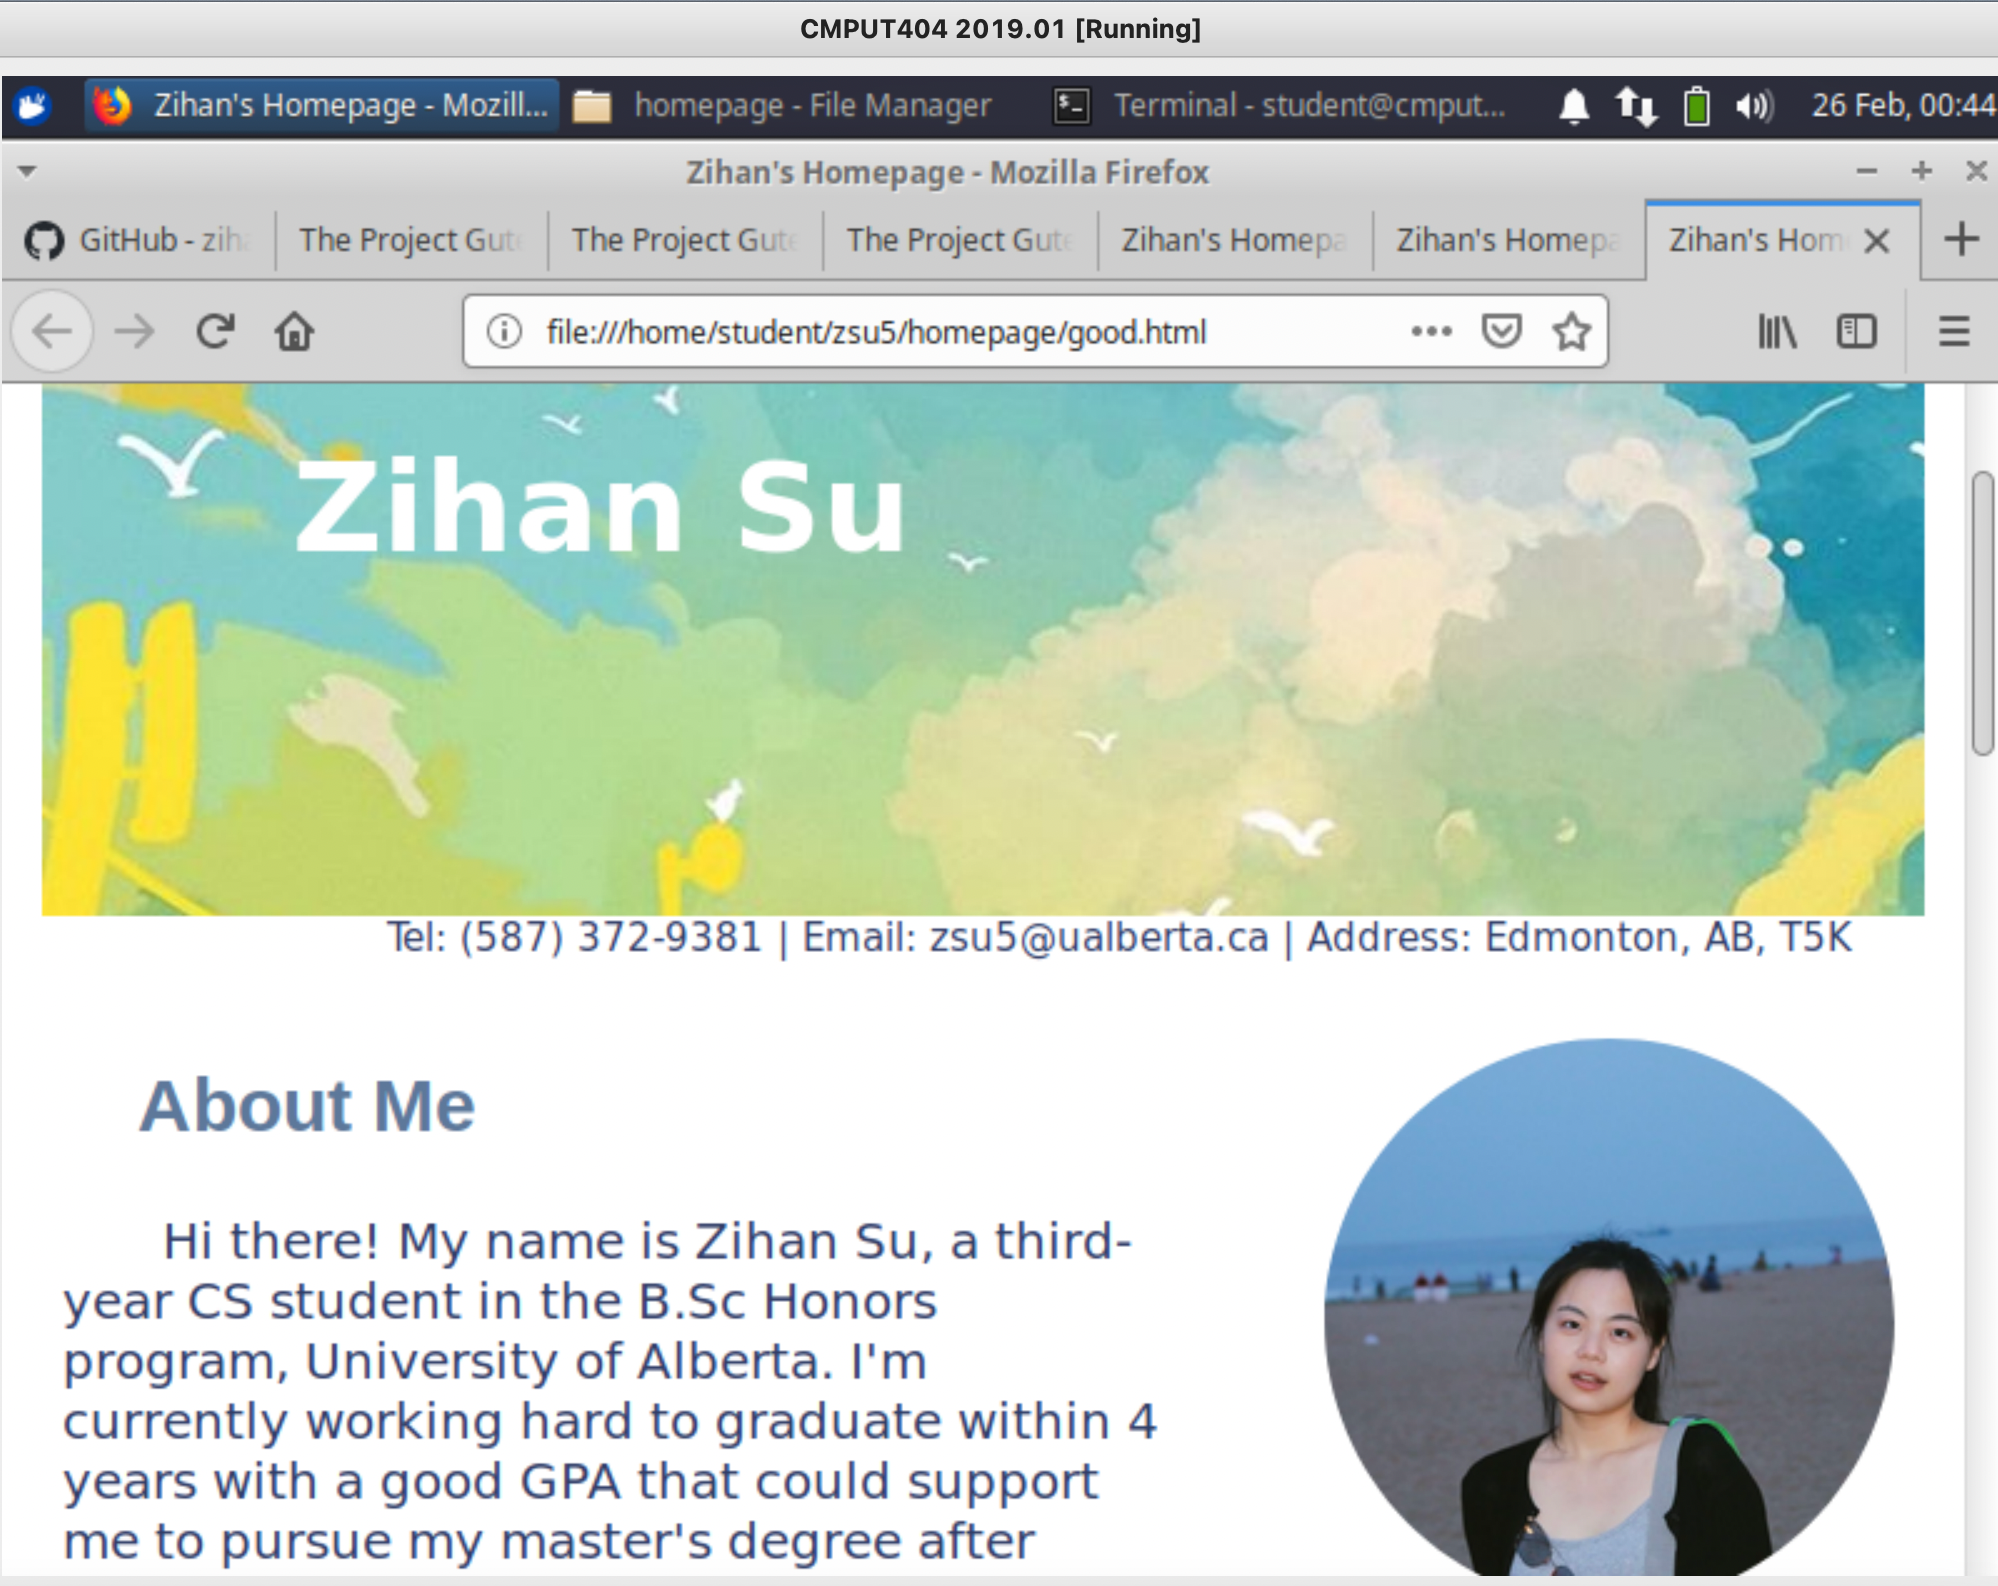 CMPUT404 2019.01 [Running]
Zihan's Homepage - Mozill... homepage - File Manager Terminal - student@cmput... 26 Feb, 00:44
Zihan's Homepage - Mozilla Firefox
GitHub - ziha The Project Gute The Project Gute The Project Gute Zihan's Homepa Zihan's Homepa Zihan's Hom
file:///home/student/zsu5/homepage/good.html
Zihan Su
Tel: (587) 372-9381 | Email: zsu5@ualberta.ca | Address: Edmonton, AB, T5K
About Me
Hi there! My name is Zihan Su, a third-
year CS student in the B.Sc Honors
program, University of Alberta. I'm
currently working hard to graduate within 4
years with a good GPA that could support
me to pursue my master's degree after